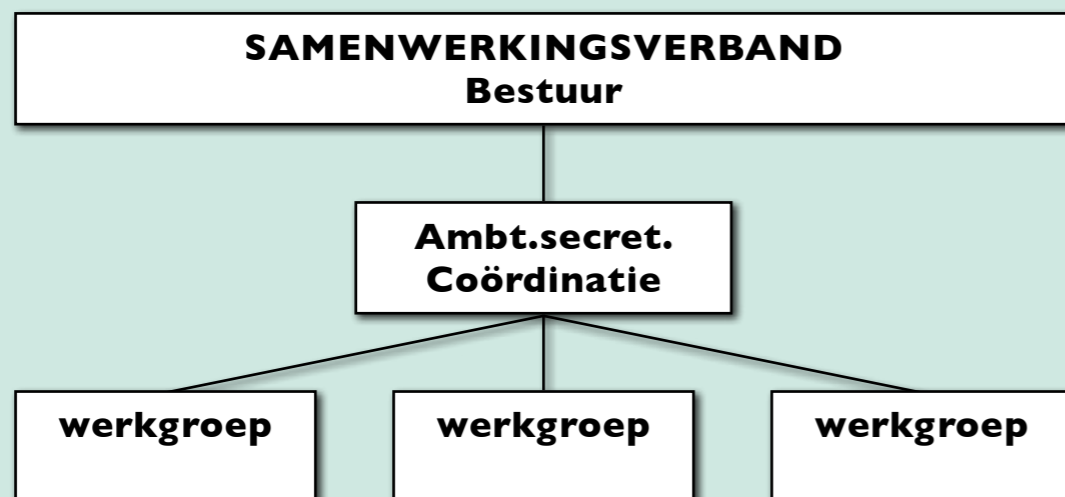 SAMENWERKINGSVERBAND
Bestuur
Ambt.secret.
Coördinatie
werkgroep
werkgroep
werkgroep